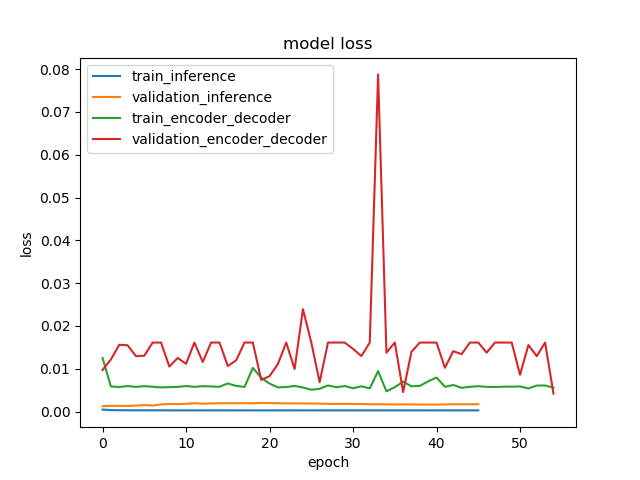 model loss
train_inference
validation_inference
train_encoder_decoder
validation_encoder_decoder
0.08
0.07
0.06
0.05
0.04
0.03
0.02
0.01
0.00
loss
0 10 20 30 40 50
epoch